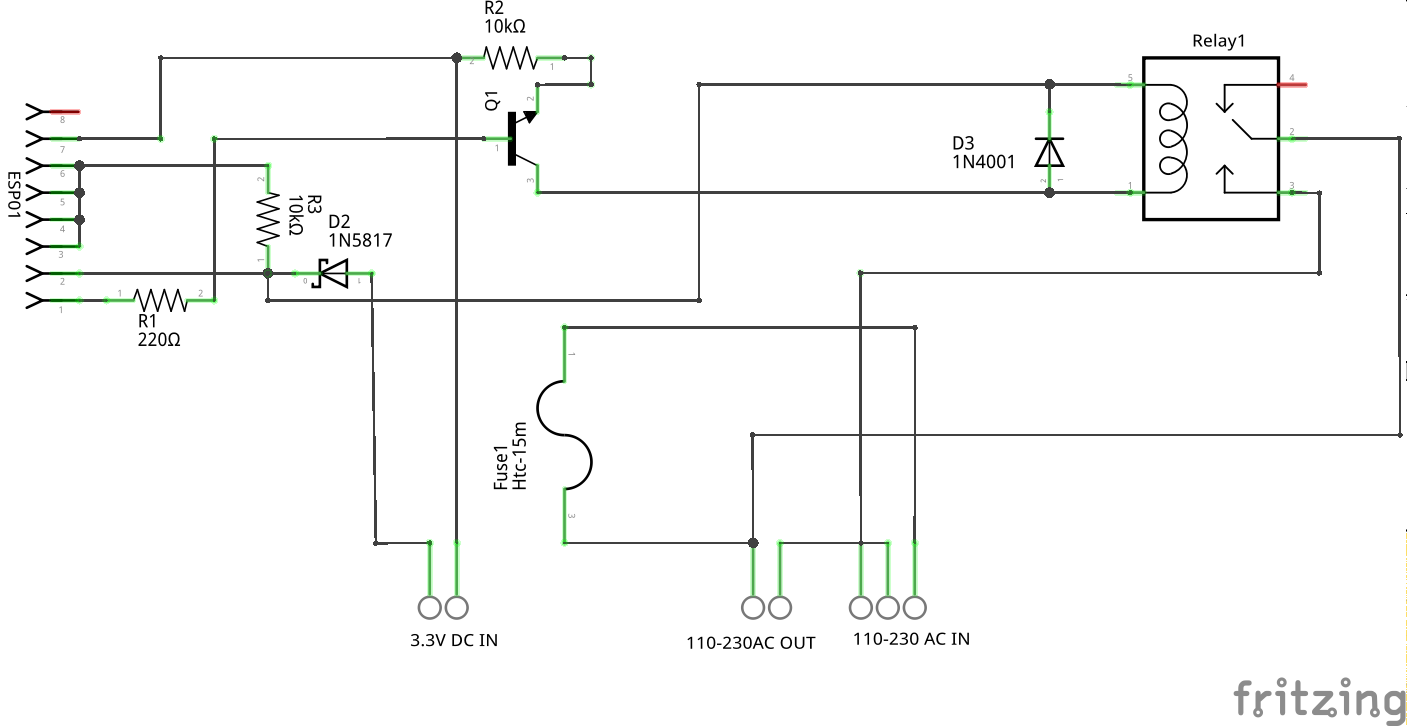 R2
10kΩ
2
1
Relay1
5
4
Q1
2
1
3
D3
1N4001
2
1
1
2
3
ESP01
8
7
6
5
4
3
2
1
2
R3
10kΩ
1
D2
1N5817
0
1
1
2
R1
220Ω
1
Fuse1
Htc-15m
3
3.3V DC IN
110-230AC OUT
110-230 AC IN
fritzing